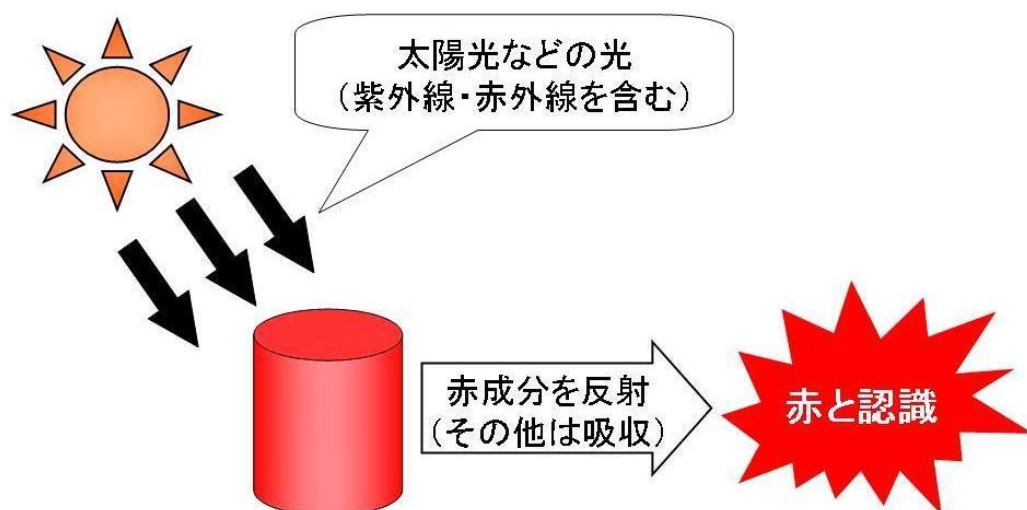 太陽光などの光
（紫外線・赤外線を含む）
赤成分を反射
（その他は吸収）
赤と認識